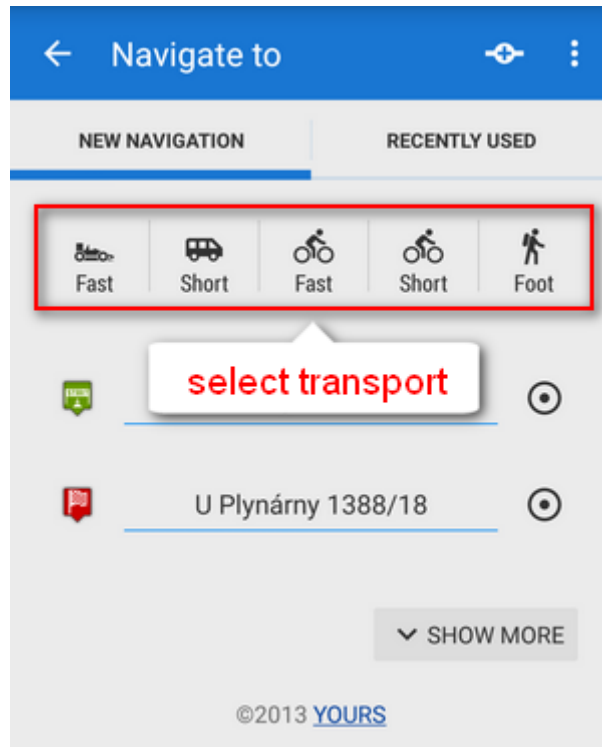 Navigate to
NEW NAVIGATION RECENTLY USED
Fast Short Fast Short Foot
select transport
U Plynárny 1388/18
SHOW MORE
©2013 YOURS